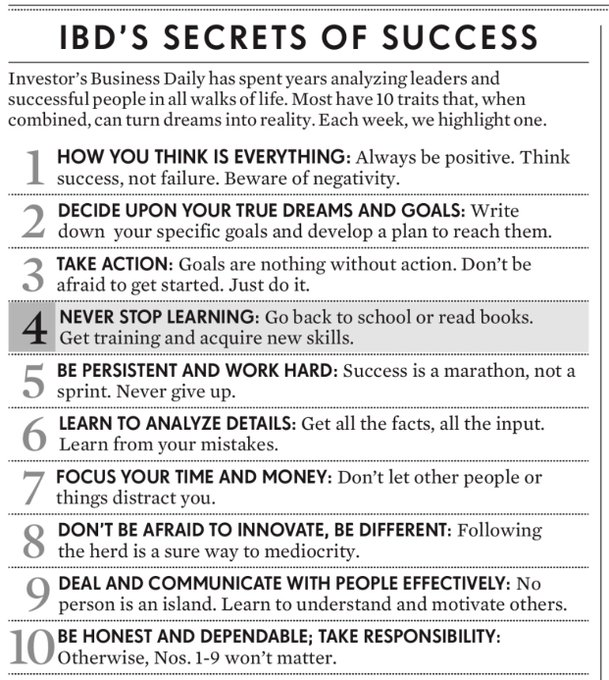 IBD'S SECRETS OF SUCCESS
Investor's Business Daily has spent years analyzing leaders and
successful people in all walks of life. Most have 10 traits that, when
combined, can turn dreams into reality. Each week, we highlight one.
1 HOW YOU THINK IS EVERYTHING: Always be positive. Think
success, not failure. Beware of negativity.
2 DECIDE UPON YOUR TRUE DREAMS AND GOALS: Write
down your specific goals and develop a plan to reach them.
3 TAKE ACTION: Goals are nothing without action. Don't be
afraid to get started. Just do it.
4 NEVER STOP LEARNING: Go back to school or read books.
Get training and acquire new skills.
5 BE PERSISTENT AND WORK HARD: Success is a marathon, not a
sprint. Never give up.
6 LEARN TO ANALYZE DETAILS: Get all the facts, all the input.
Learn from your mistakes.
7 FOCUS YOUR TIME AND MONEY: Don't let other people or
things distract you.
8 DON'T BE AFRAID TO INNOVATE, BE DIFFERENT: Following
the herd is a sure way to mediocrity.
9 DEAL AND COMMUNICATE WITH PEOPLE EFFECTIVELY: No
person is an island. Learn to understand and motivate others.
10 BE HONEST AND DEPENDABLE; TAKE RESPONSIBILITY:
Otherwise, Nos. 1-9 won't matter.